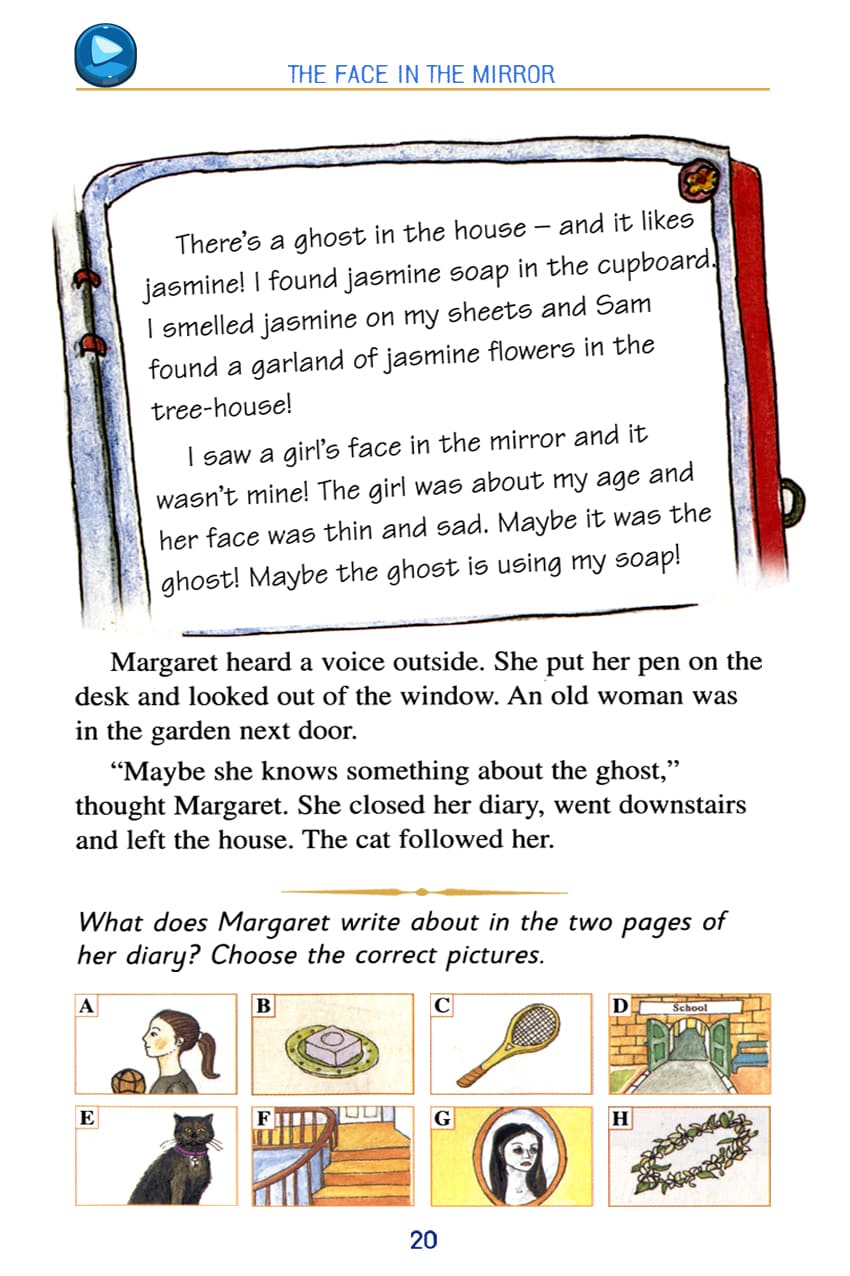 THE FACE IN THE MIRROR
There's a ghost in the house – and it likes
jasmine! I found jasmine soap in the cupboard.
I smelled jasmine on my sheets and Sam
found a garland of jasmine flowers in the
tree-house!
I saw a girl's face in the mirror and it
wasn't mine! The girl was about my age and
her face was thin and sad. Maybe it was the
ghost! Maybe the ghost is using my soap!
Margaret heard a voice outside. She put her pen on the
desk and looked out of the window. An old woman was
in the garden next door.
“Maybe she knows something about the ghost,”
thought Margaret. She closed her diary, went downstairs
and left the house. The cat followed her.
What does Margaret write about in the two pages of
her diary? Choose the correct pictures.
A
B
C
D
School
E
F
G
H
20